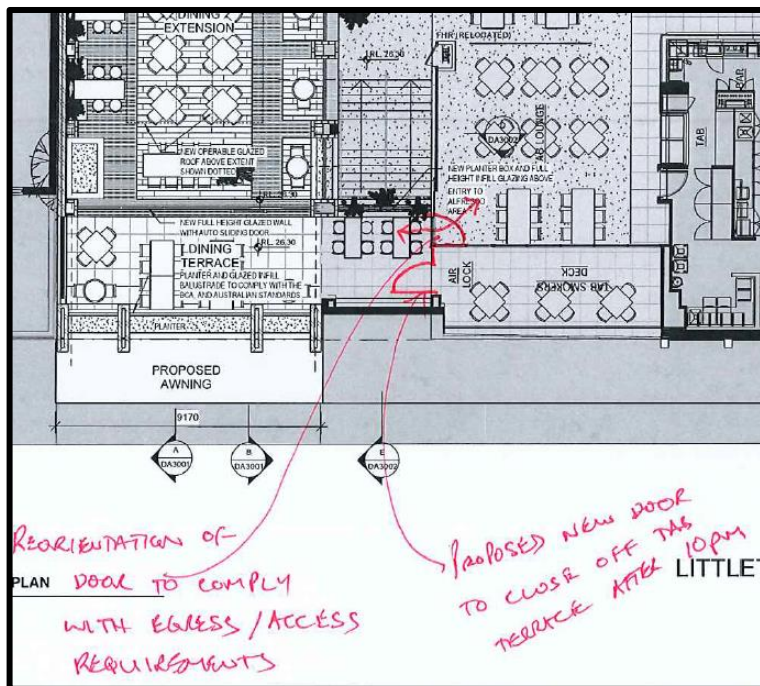 DINING
EXTENSION
RL. 26.30
FHR (RELOCATED)
NEW OPERABLE GLAZED
ROOF ABOVE EXTENT
SHOWN DOTTED
NEW PLANTER BOX AND FULL
HEIGHT INFILL GLAZING ABOVE
ENTRY TO
ALFRESCO
AREA
DA3002
TAB LOUNGE
TAB
BAR
NEW FULL HEIGHT GLAZED WALL
WITH AUTO SLIDING DOOR
DINING
TERRACE
RL. 26.30
PLANTER AND GLAZED INFILL
BALUSTRADE TO COMPLY WITH THE
BCA, AND AUSTRALIAN STANDARDS
AIR
LOCK
TAB SMOKERS
DECK
PLANTER
PROPOSED
AWNING
9170
A
DA3001
B
DA3001
E
DA3002
REORIENTATION OF
DOOR TO COMPLY
WITH EGRESS / ACCESS
REQUIREMENTS
PLAN
PROPOSED NEW DOOR
TO CLOSE OFF TAB
TERRACE AFTER 10pm